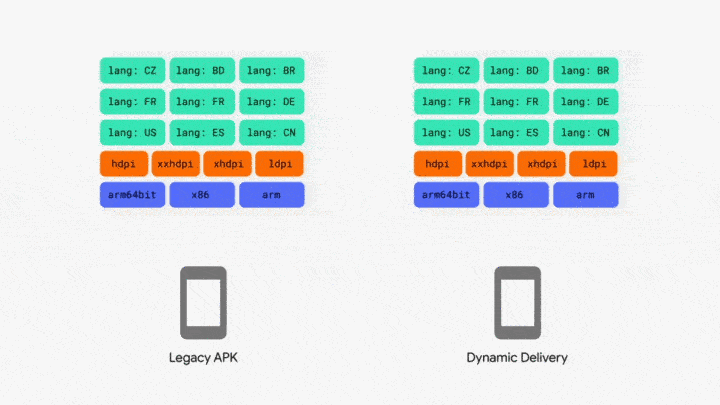 lang: CZ lang: BD lang: BR
lang: FR lang: FR lang: DE
lang: US lang: ES lang: CN
hdpi xxhdpi xhdpi ldpi
arm64bit x86 arm
Legacy APK
lang: CZ lang: BD lang: BR
lang: FR lang: FR lang: DE
lang: US lang: ES lang: CN
hdpi xxhdpi xhdpi ldpi
arm64bit x86 arm
Dynamic Delivery